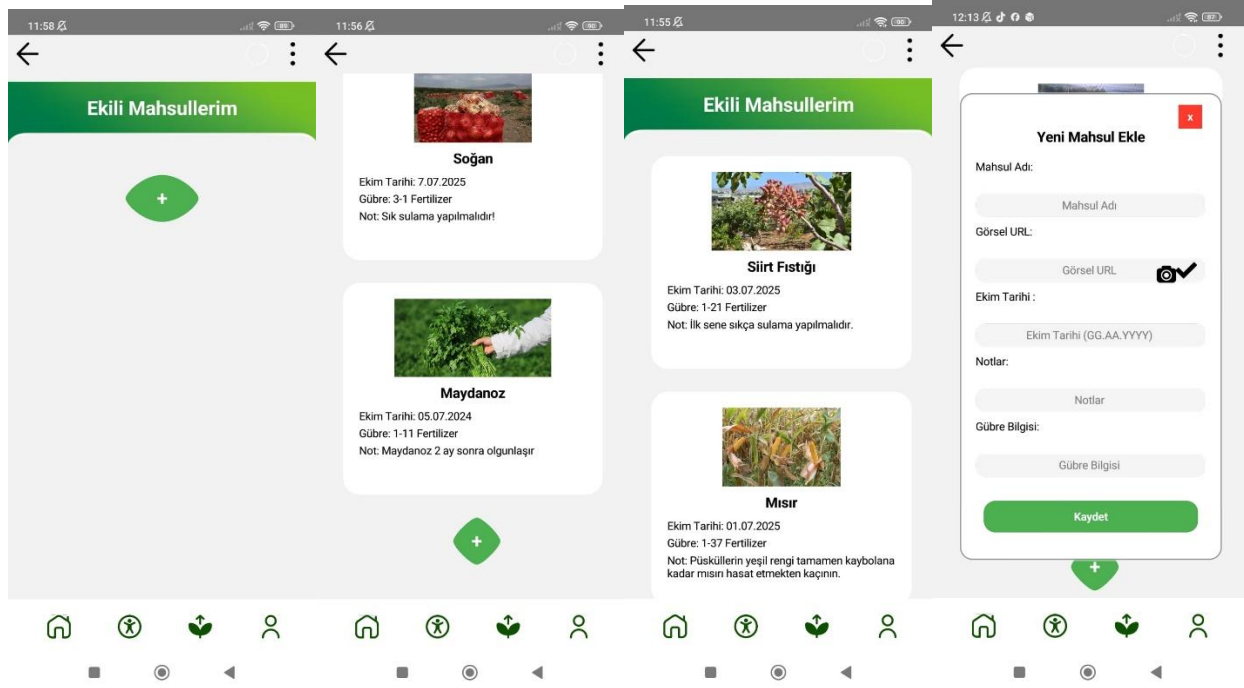 11:58
Ekili Mahsullerim
+
11:56
Soğan
Ekim Tarihi: 7.07.2025
Gübre: 3-1 Fertilizer
Not: Sık sulama yapılmalıdır!
Maydanoz
Ekim Tarihi: 05.07.2024
Gübre: 1-11 Fertilizer
Not: Maydanoz 2 ay sonra olgunlaşır
+
11:55
Ekili Mahsullerim
Siirt Fıstığı
Ekim Tarihi: 03.07.2025
Gübre: 1-21 Fertilizer
Not: İlk sene sıkça sulama yapılmalıdır.
Mısır
Ekim Tarihi: 01.07.2025
Gübre: 1-37 Fertilizer
Not: Püsküllerin yeşil rengi tamamen kaybolana
kadar mısırı hasat etmekten kaçının.
12:13
x
Yeni Mahsul Ekle
Mahsul Adı:
Mahsul Adı
Görsel URL:
Görsel URL
Ekim Tarihi :
Ekim Tarihi (GG.AA.YYYY)
Notlar:
Notlar
Gübre Bilgisi:
Gübre Bilgisi
Kaydet
+